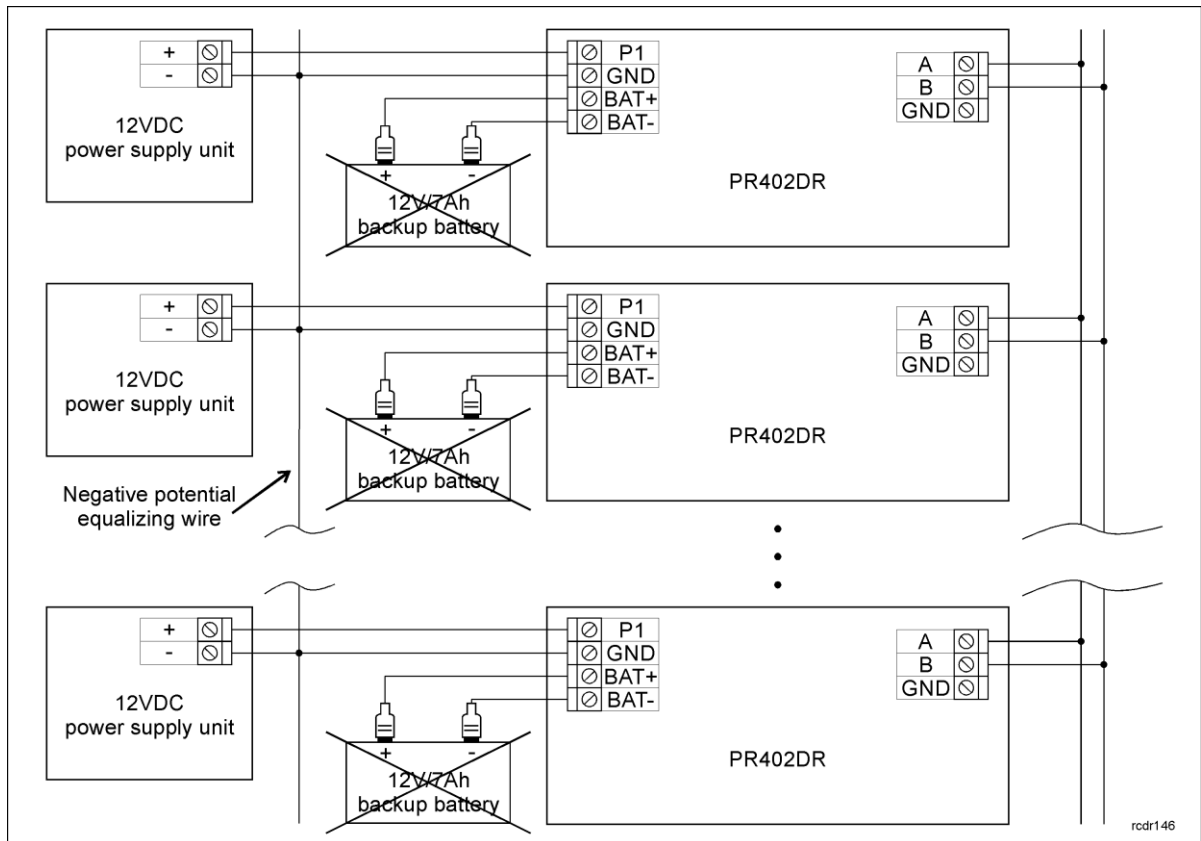 +
-
12VDC
power supply unit
P1
GND
BAT+
BAT-
+ -
12V/7Ah
backup battery
PR402DR
A
B
GND
+
-
12VDC
power supply unit
P1
GND
BAT+
BAT-
+ -
12V/7Ah
backup battery
PR402DR
A
B
GND
Negative potential
equalizing wire
+
-
12VDC
power supply unit
P1
GND
BAT+
BAT-
+ -
12V/7Ah
backup battery
PR402DR
A
B
GND
rcdr146